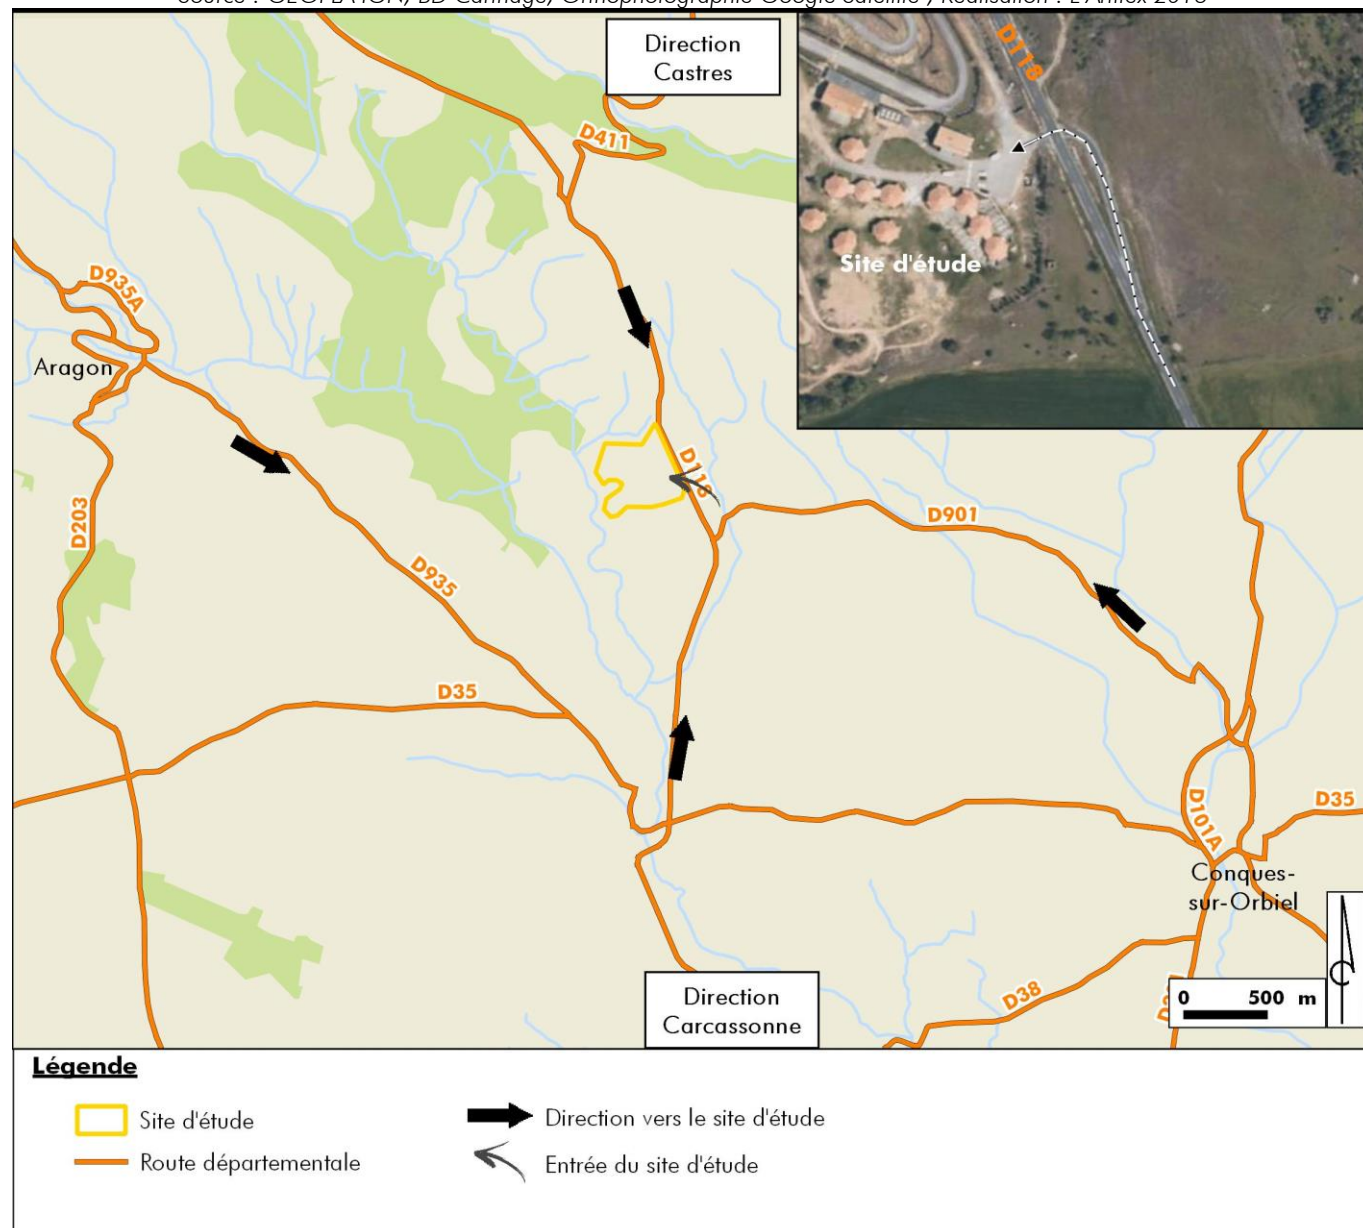 Direction
Castres
D118
D411
Site d'étude
D935A
Aragon
D118
D203
D901
D935
D35
D101A
D35
Conques-
sur-Orbiel
Direction
Carcassonne
D38
0 500 m
Légende
Site d'étude
Direction vers le site d'étude
Route départementale
Entrée du site d'étude